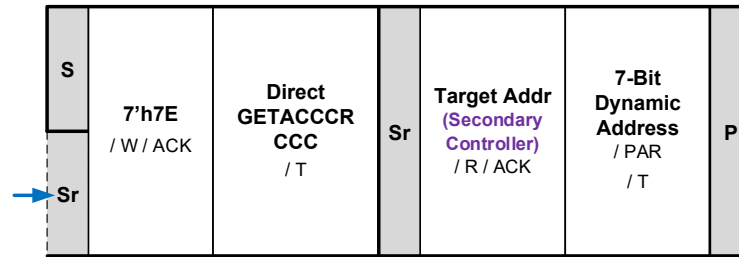 S
Sr
7'h7E
/ W / ACK
Direct
GETACCCR
CCC
/ T
Sr
Target Addr
(Secondary
Controller)
/ R / ACK
7-Bit
Dynamic
Address
/ PAR
/ T
P